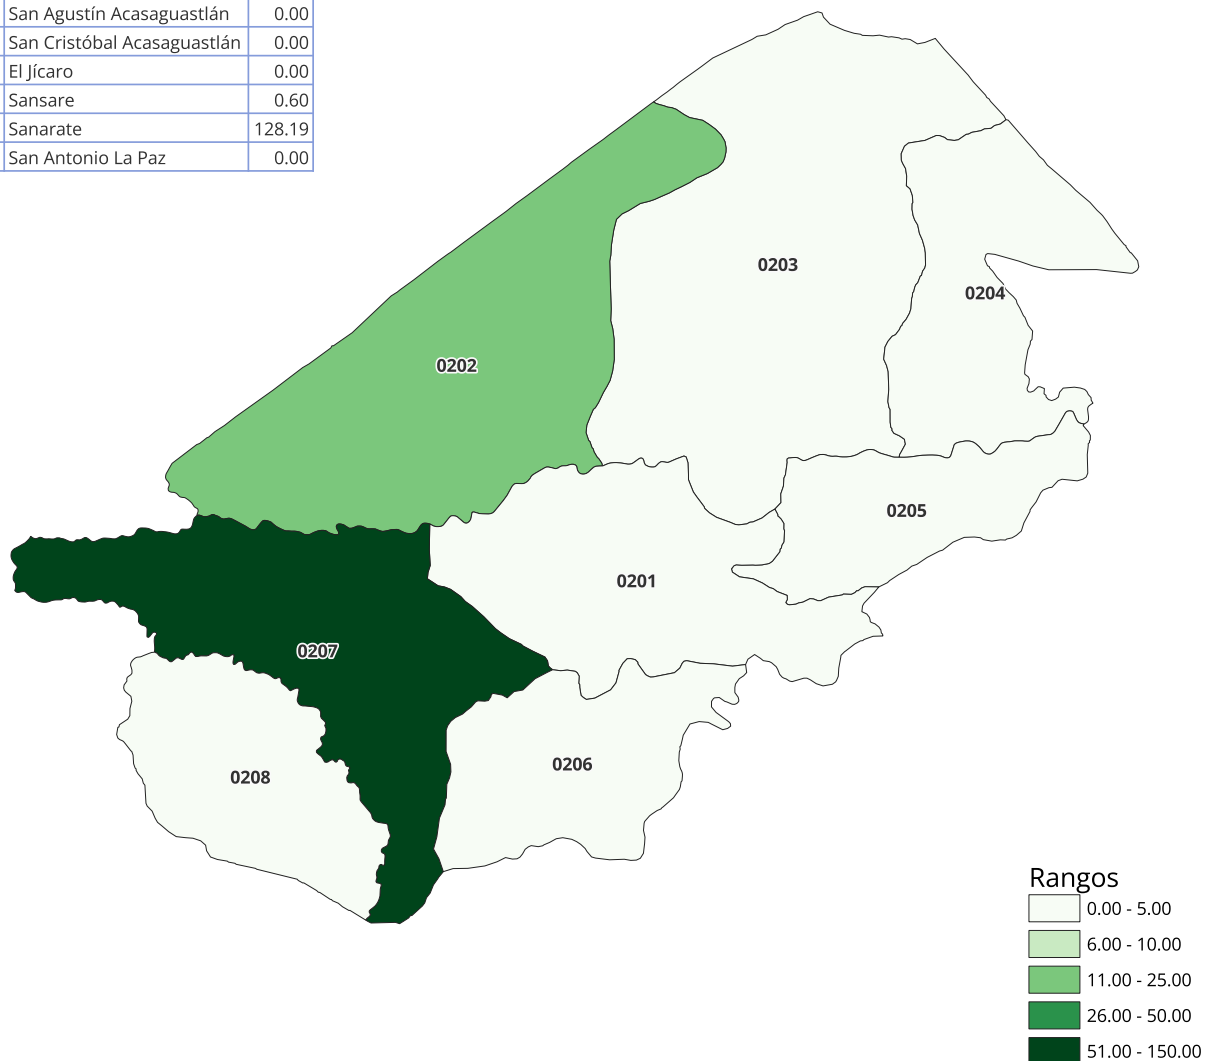 San Agustín Acasaguastlán 0.00
San Cristóbal Acasaguastlán 0.00
El Jícaro 0.00
Sansare 0.60
Sanarate 128.19
San Antonio La Paz 0.00
0203
0204
0202
0205
0201
0207
0206
0208
Rangos
0.00 - 5.00
6.00 - 10.00
11.00 - 25.00
26.00 - 50.00
51.00 - 150.00